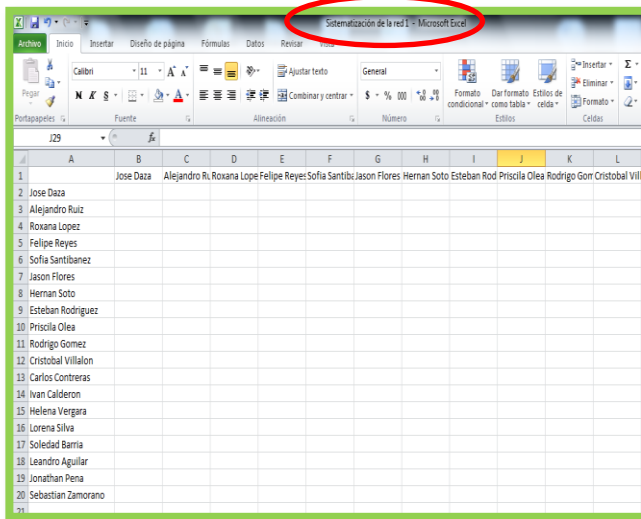 Sistematización de la red 1 - Microsoft Excel
Archivo Inicio Insertar Diseño de página Fórmulas Datos Revisar Vista
Calibri 11 A A Ajustar texto General Insertar Σ
Pegar Eliminar
N K S A Combinar y centrar $ % 000 Formato condicional Dar formato como tabla Estilos de celda Formato
Portapapeles Fuente Alineación Número Estilos Celdas
J29 fx
A B C D E F G H I J K L
1 Jose Daza Alejandro Ru Roxana Lope Felipe Reyes Sofia Santiba Jason Flores Hernan Soto Esteban Rod Priscila Olea Rodrigo Gom Cristobal Vill
2 Jose Daza
3 Alejandro Ruiz
4 Roxana Lopez
5 Felipe Reyes
6 Sofia Santibanez
7 Jason Flores
8 Hernan Soto
9 Esteban Rodriguez
10 Priscila Olea
11 Rodrigo Gomez
12 Cristobal Villalon
13 Carlos Contreras
14 Ivan Calderon
15 Helena Vergara
16 Lorena Silva
17 Soledad Barria
18 Leandro Aguilar
19 Jonathan Pena
20 Sebastian Zamorano
21